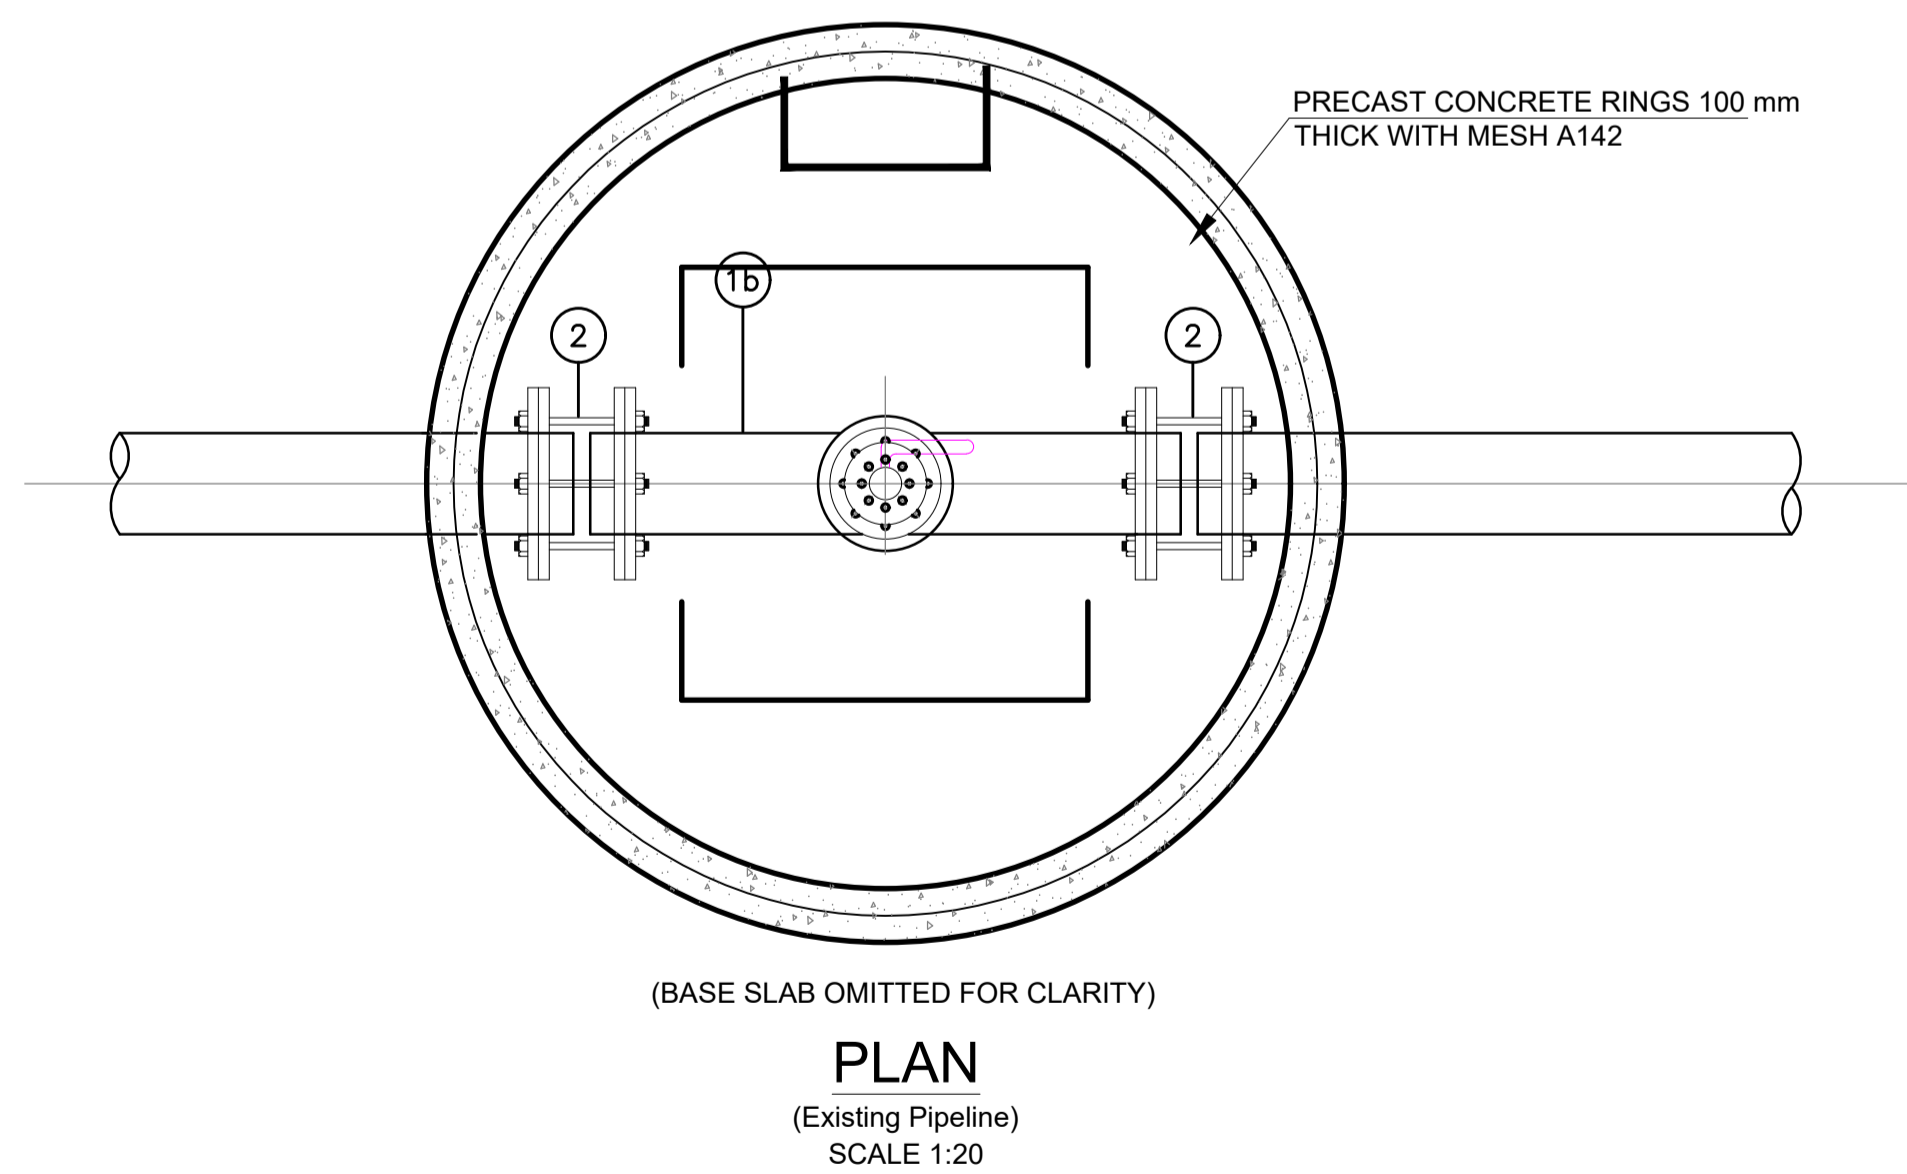 PRECAST CONCRETE RINGS 100 mm
THICK WITH MESH A142
1b
2
2
(BASE SLAB OMITTED FOR CLARITY)
PLAN
(Existing Pipeline)
SCALE 1:20